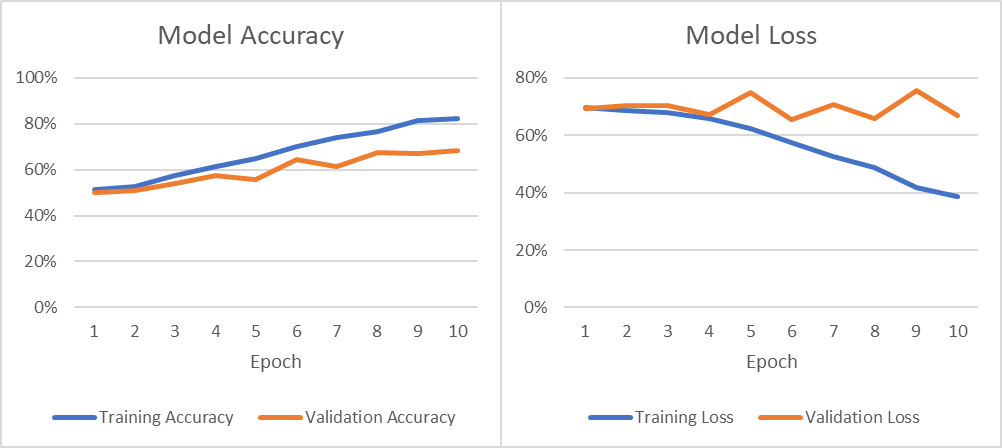 Model Accuracy
100%
80%
60%
40%
20%
0%
1 2 3 4 5 6 7 8 9 10
Epoch
Training Accuracy Validation Accuracy
Model Loss
80%
60%
40%
20%
0%
1 2 3 4 5 6 7 8 9 10
Epoch
Training Loss Validation Loss